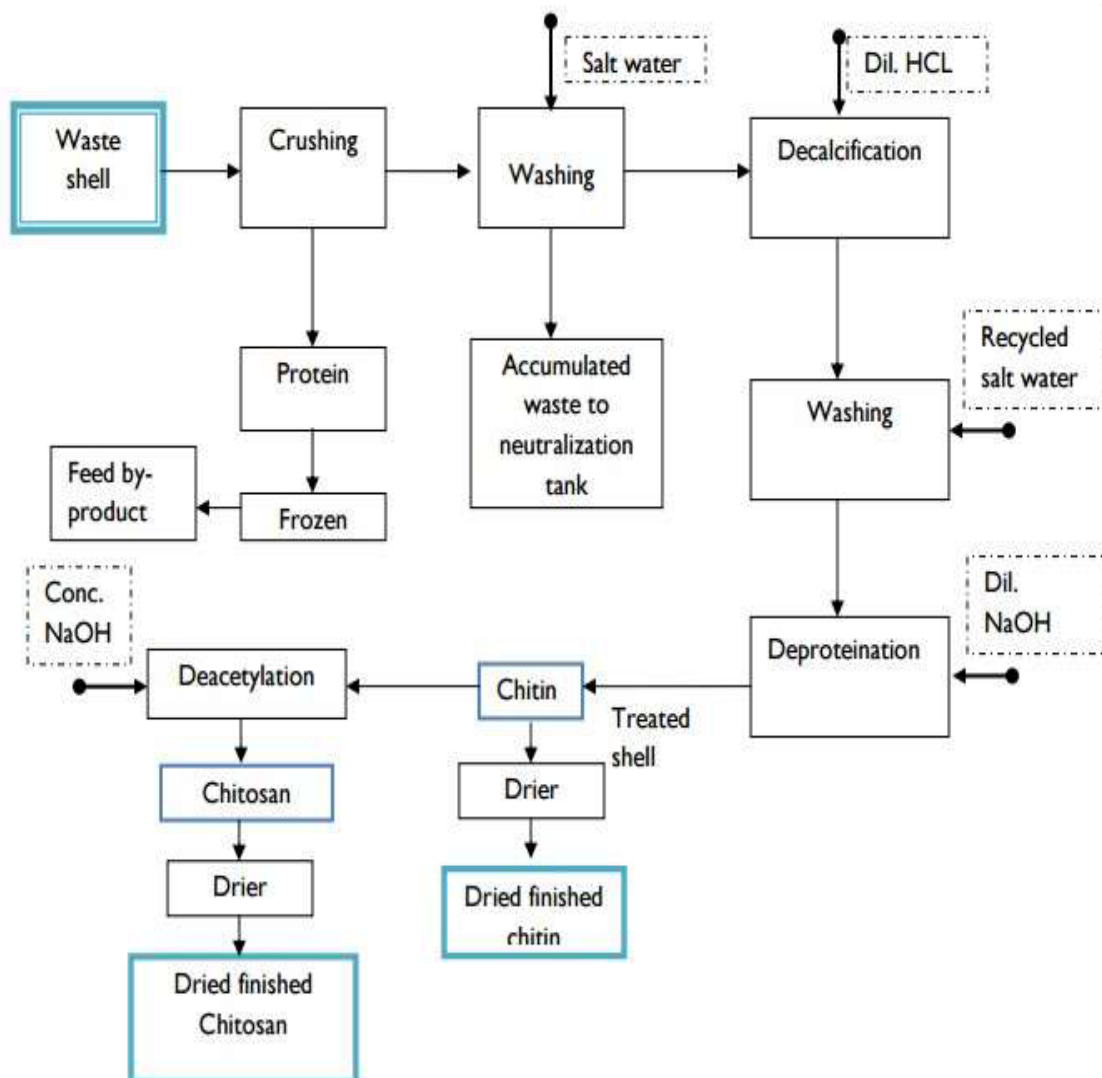 Salt water
Dil. HCL
Waste
shell
Crushing
Washing
Decalcification
Protein
Accumulated
waste to
neutralization
tank
Recycled
salt water
Washing
Feed by-
product
Frozen
Conc.
NaOH
Dil.
NaOH
Deacetylation
Chitin
Deproteination
Treated
shell
Chitosan
Drier
Drier
Dried finished
chitin
Dried finished
Chitosan